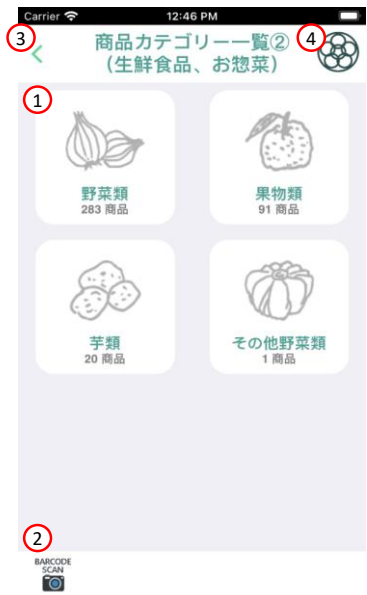 Carrier 12:46 PM
③ 商品カテゴリー一覧② ④
(生鮮食品、お惣菜)
①
野菜類 果物類
283 商品 91 商品
芋類 その他野菜類
20 商品 1 商品
②
BARCODE
SCAN